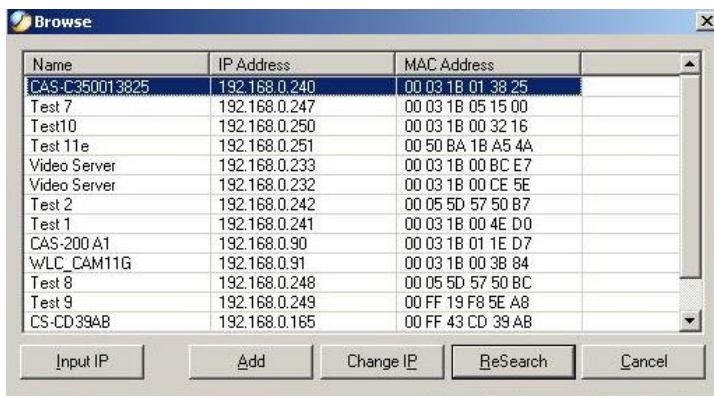 Browse
Name IP Address MAC Address
CAS-C350013825 192.168.0.240 00 03 1B 01 38 25
Test 7 192.168.0.247 00 03 1B 05 15 00
Test10 192.168.0.250 00 03 1B 00 32 16
Test 11e 192.168.0.251 00 50 BA 1B A5 4A
Video Server 192.168.0.233 00 03 1B 00 BC E7
Video Server 192.168.0.232 00 03 1B 00 CE 5E
Test 2 192.168.0.242 00 05 5D 57 50 B7
Test 1 192.168.0.241 00 03 1B 00 4E D0
CAS-200 A1 192.168.0.90 00 03 1B 01 1E D7
WLC_CAM11G 192.168.0.91 00 03 1B 00 3B 84
Test 8 192.168.0.248 00 05 5D 57 50 BC
Test 9 192.168.0.249 00 FF 19 F8 5E A8
CS-CD39AB 192.168.0.165 00 FF 43 CD 39 AB
Input IP Add Change IP ReSearch Cancel